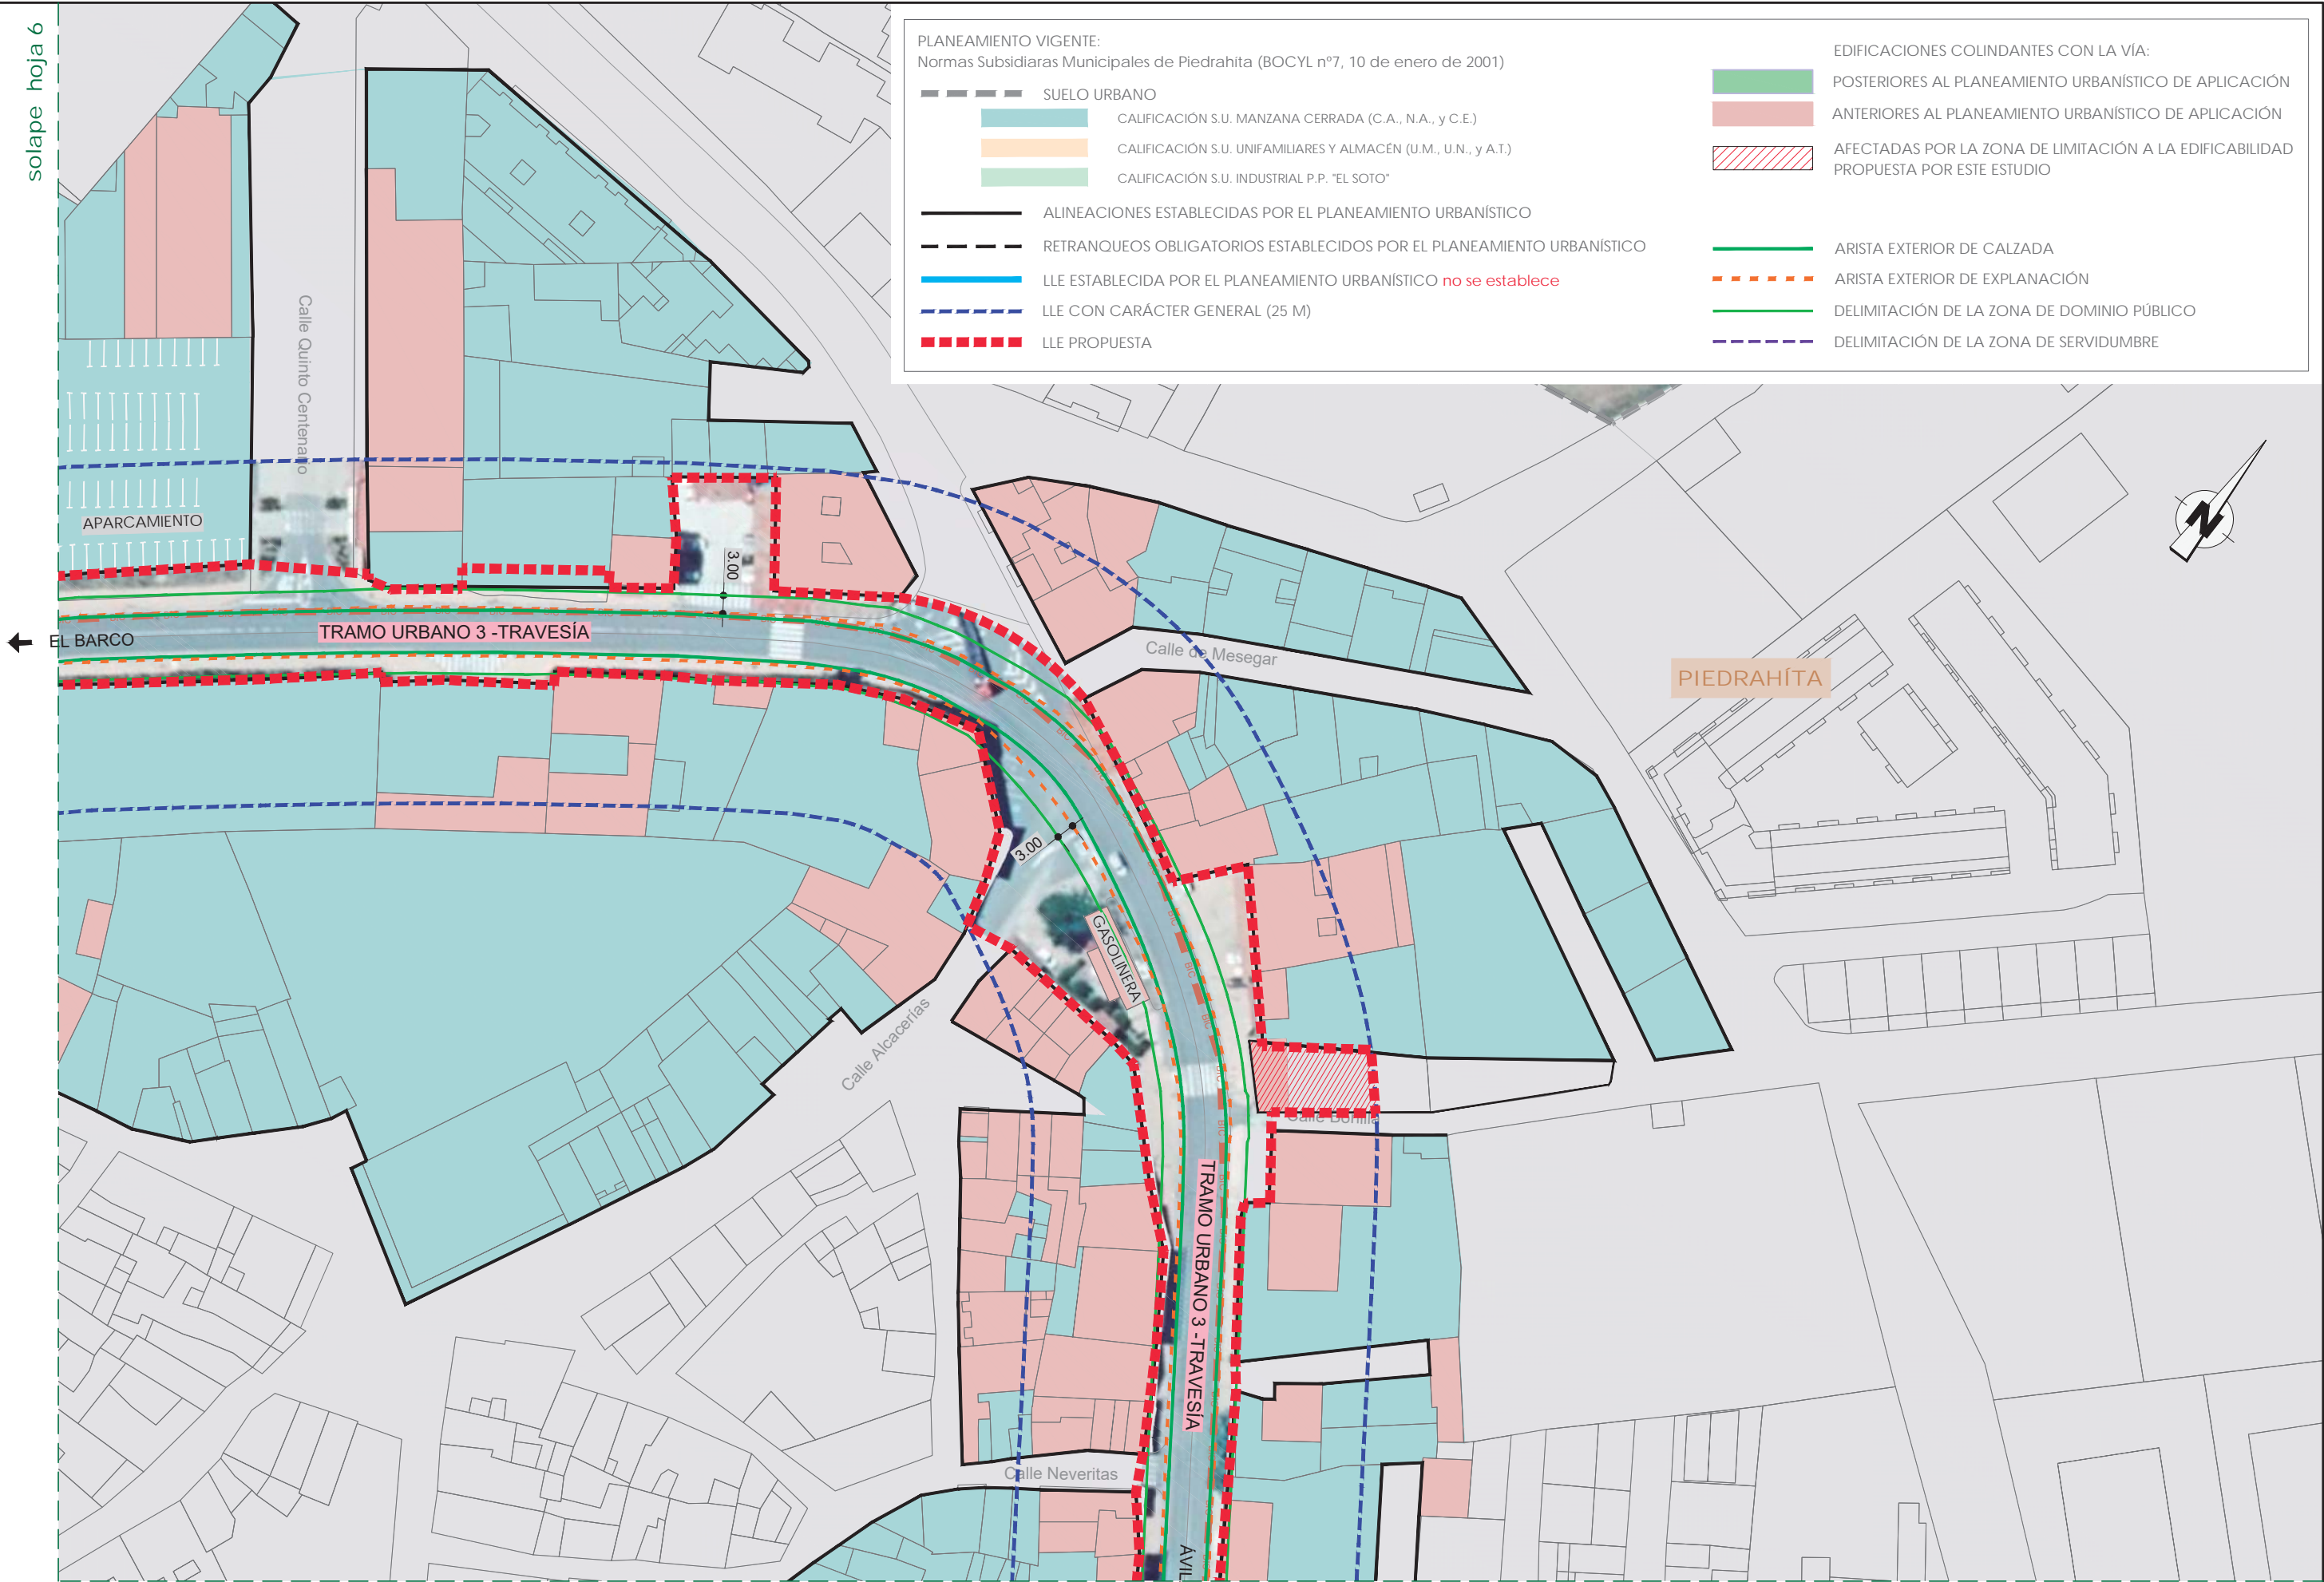 solape hoja 6
PLANEAMIENTO VIGENTE:
Normas Subsidiaras Municipales de Piedrahíta (BOCYL nº7, 10 de enero de 2001)
SUELO URBANO
CALIFICACIÓN S.U. MANZANA CERRADA (C.A., N.A., y C.E.)
CALIFICACIÓN S.U. UNIFAMILIARES Y ALMACÉN (U.M., U.N., y A.T.)
CALIFICACIÓN S.U. INDUSTRIAL P.P. "EL SOTO"
ALINEACIONES ESTABLECIDAS POR EL PLANEAMIENTO URBANÍSTICO
RETRANQUEOS OBLIGATORIOS ESTABLECIDOS POR EL PLANEAMIENTO URBANÍSTICO
LLE ESTABLECIDA POR EL PLANEAMIENTO URBANÍSTICO no se establece
LLE CON CARÁCTER GENERAL (25 M)
LLE PROPUESTA
EDIFICACIONES COLINDANTES CON LA VÍA:
POSTERIORES AL PLANEAMIENTO URBANÍSTICO DE APLICACIÓN
ANTERIORES AL PLANEAMIENTO URBANÍSTICO DE APLICACIÓN
AFECTADAS POR LA ZONA DE LIMITACIÓN A LA EDIFICABILIDAD
PROPUESTA POR ESTE ESTUDIO
ARISTA EXTERIOR DE CALZADA
ARISTA EXTERIOR DE EXPLANACIÓN
DELIMITACIÓN DE LA ZONA DE DOMINIO PÚBLICO
DELIMITACIÓN DE LA ZONA DE SERVIDUMBRE
Calle Quinto Centenario
APARCAMIENTO
3.00
N
EL BARCO
TRAMO URBANO 3 -TRAVESÍA
Calle de Mesegar
PIEDRAHÍTA
3.00
GASOLINERA
Calle Alcacerías
Calle Bonilla
TRAMO URBANO 3 -TRAVESÍA
Calle Neveritas
ÁVIL